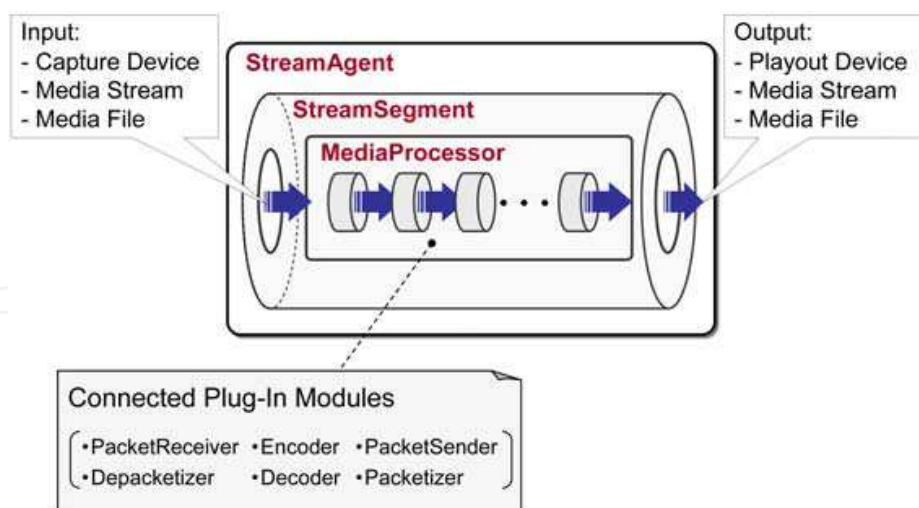 Input:
- Capture Device
- Media Stream
- Media File
Output:
- Playout Device
- Media Stream
- Media File
StreamAgent
StreamSegment
MediaProcessor
Connected Plug-In Modules
•PacketReceiver •Encoder •PacketSender
•Depacketizer •Decoder •Packetizer